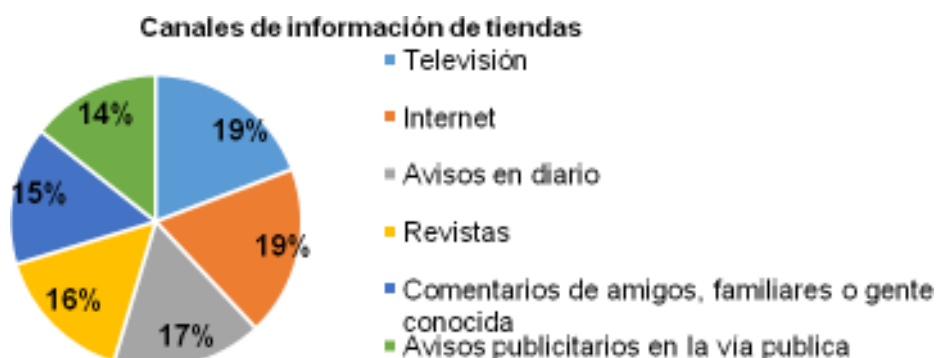 Canales de información de tiendas
Televisión
14%
19%
Internet
Avisos en diario
15%
Revistas
19%
16%
Comentarios de amigos, familiares o gente
conocida
17%
Avisos publicitarios en la vía publica